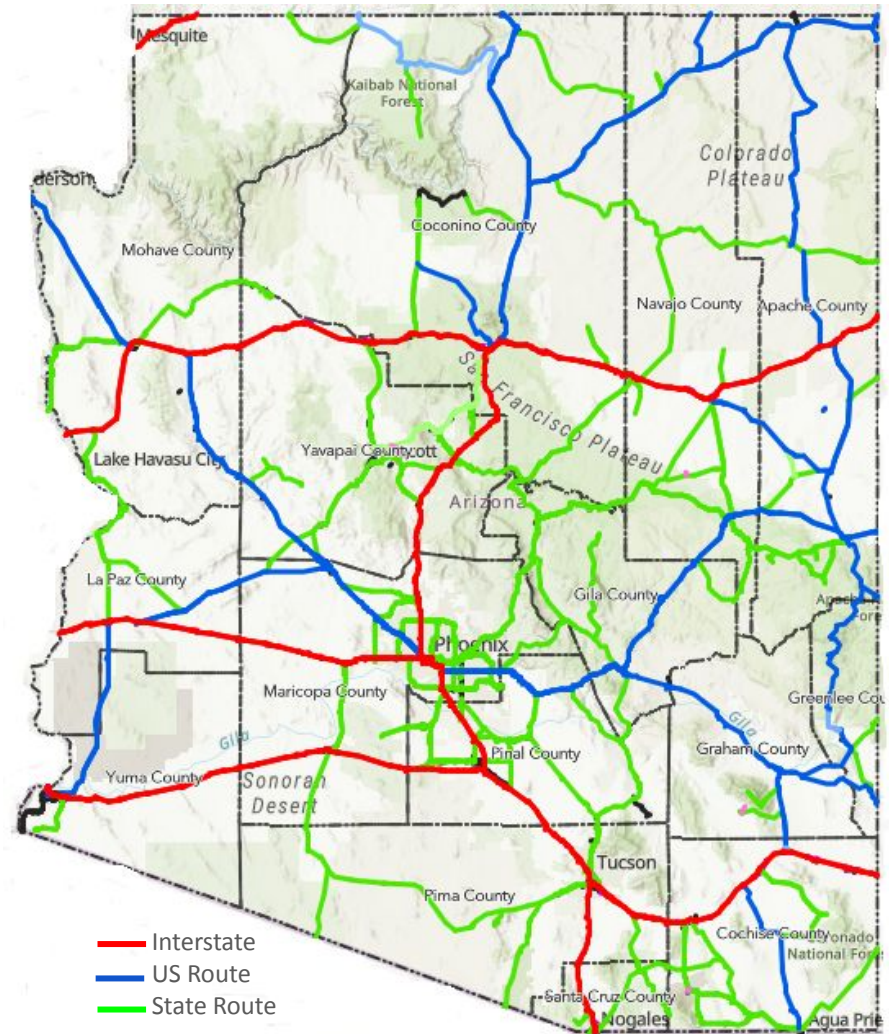 Mesquite
Kaibab National
Forest
Colorado
Plateau
derson
Coconino County
Mohave County
Navajo County
Apache County
San Francisco Plateau
Lake Havasu City
Yavapai County
cott
Arizona
La Paz County
Gila County
Phoenix
Maricopa County
Greenlee Cou
Gila
Gila
Graham County
Pinal County
Yuma County
Sonoran
Desert
Tucson
Pima County
Cochise County
National Fores
Interstate
US Route
State Route
Santa Cruz County
Nogales
Agua Prie